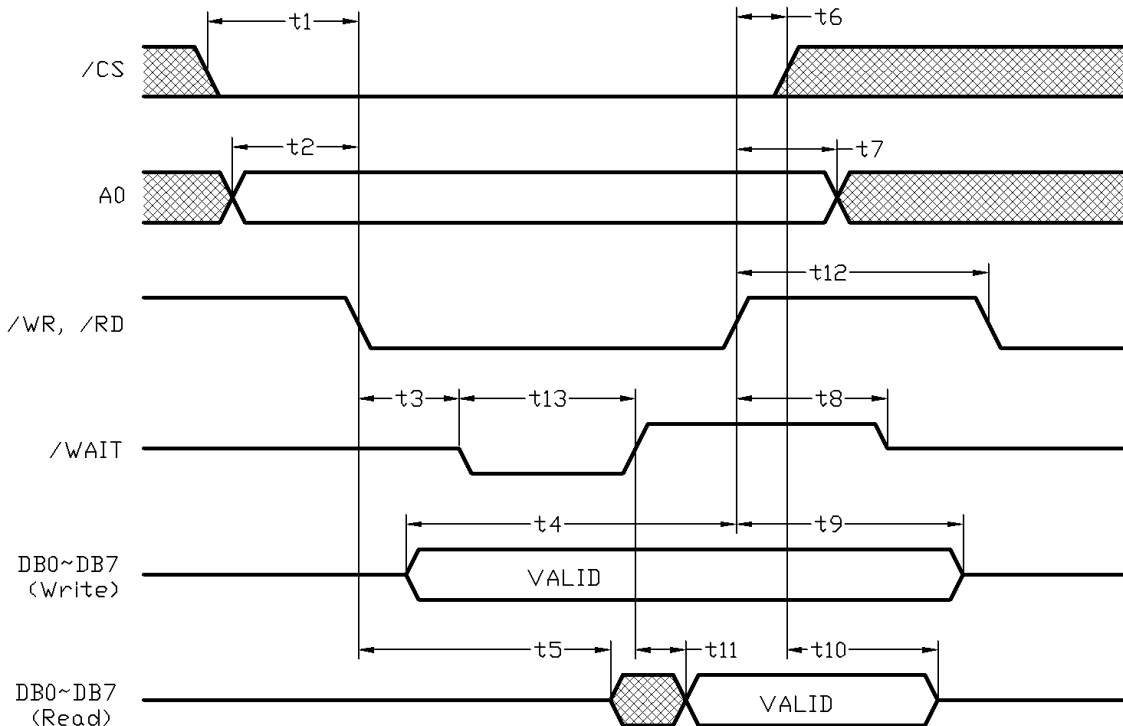 t1
t6
/CS
t2
t7
A0
t12
/WR, /RD
t3
t13
t8
/WAIT
t4
t9
DB0~DB7
(Write)
VALID
t5
t11
t10
DB0~DB7
(Read)
VALID